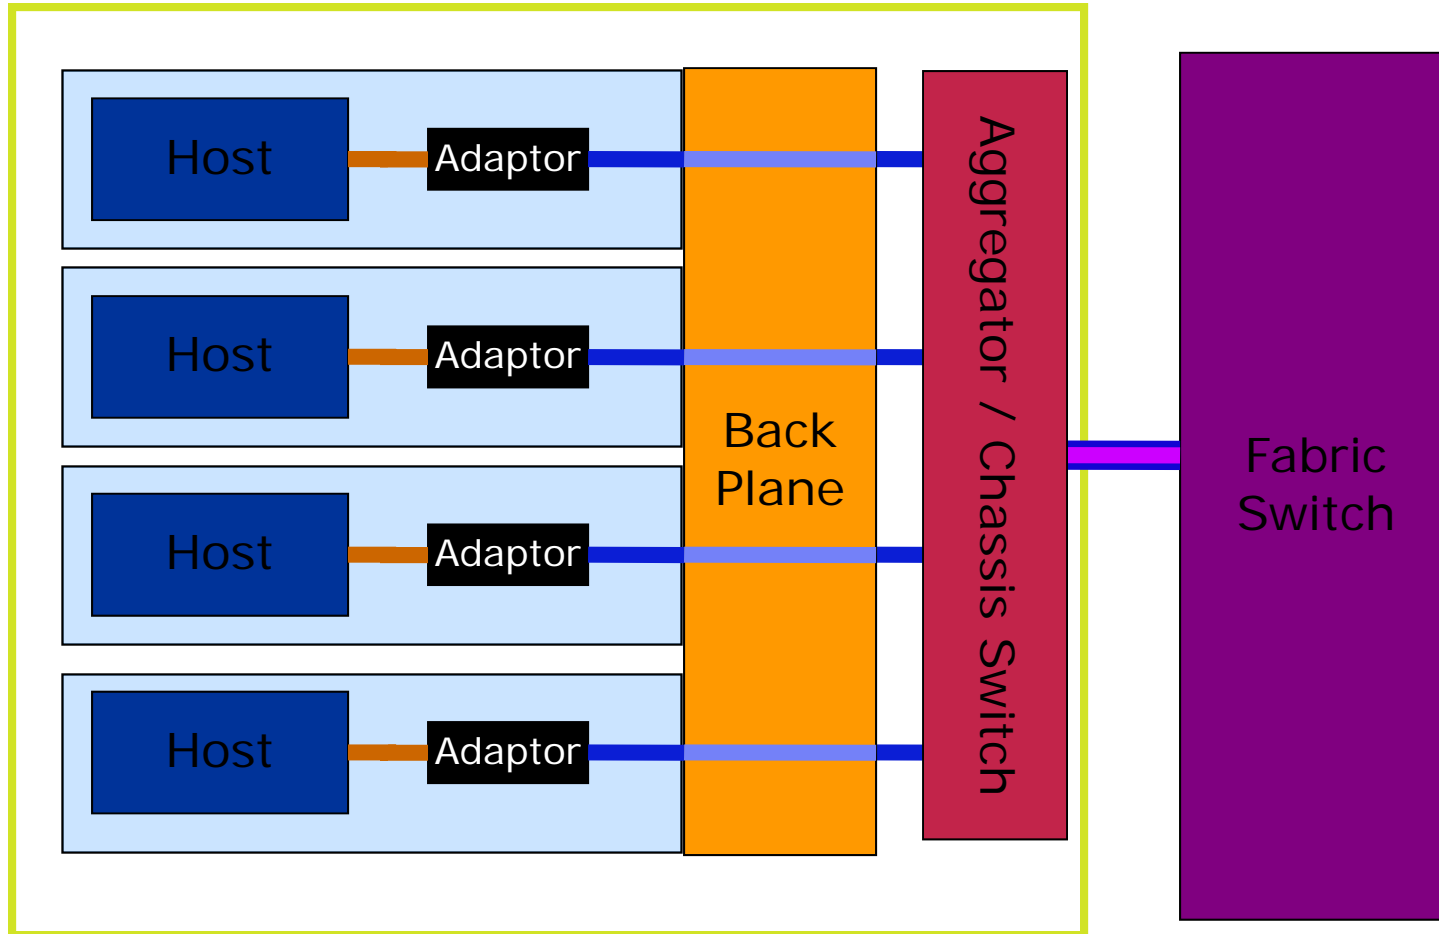 Host
Adaptor
Host
Adaptor
Host
Adaptor
Host
Adaptor
Back
Plane
Aggregator / Chassis Switch
Fabric
Switch